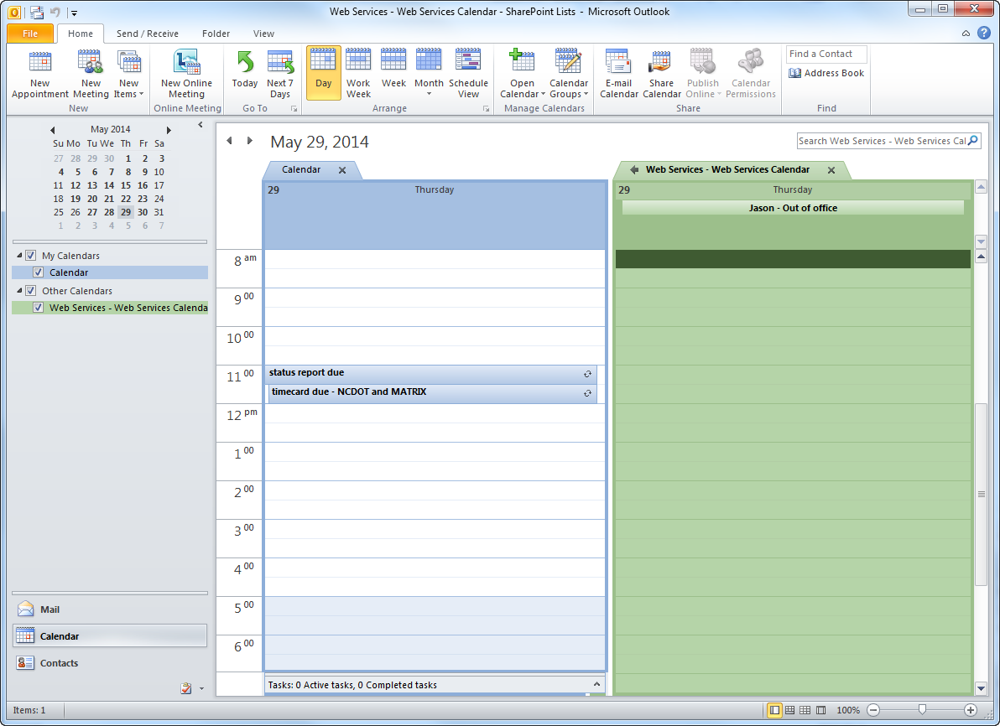 Web Services - Web Services Calendar - SharePoint Lists - Microsoft Outlook
File Home Send / Receive Folder View
New Appointment
New Meeting
New Items
New
New Online Meeting
Online Meeting
Today
Next 7 Days
Go To
Day
Work Week
Week
Month
Schedule View
Arrange
Open Calendar
Calendar Groups
Manage Calendars
E-mail Calendar
Share Calendar
Publish Online
Calendar Permissions
Share
Find a Contact
Address Book
Find
May 2014
Su Mo Tu We Th Fr Sa
27 28 29 30 1 2 3
4 5 6 7 8 9 10
11 12 13 14 15 16 17
18 19 20 21 22 23 24
25 26 27 28 29 30 31
1 2 3 4 5 6 7
My Calendars
Calendar
Other Calendars
Web Services - Web Services Calenda
Mail
Calendar
Contacts
May 29, 2014
Search Web Services - Web Services Cal
Calendar
Web Services - Web Services Calendar
29 Thursday
29 Thursday
Jason - Out of office
8 am
9 00
10 00
11 00
status report due
timecard due - NCDOT and MATRIX
12 pm
1 00
2 00
3 00
4 00
5 00
6 00
Tasks: 0 Active tasks, 0 Completed tasks
Items: 1
100%